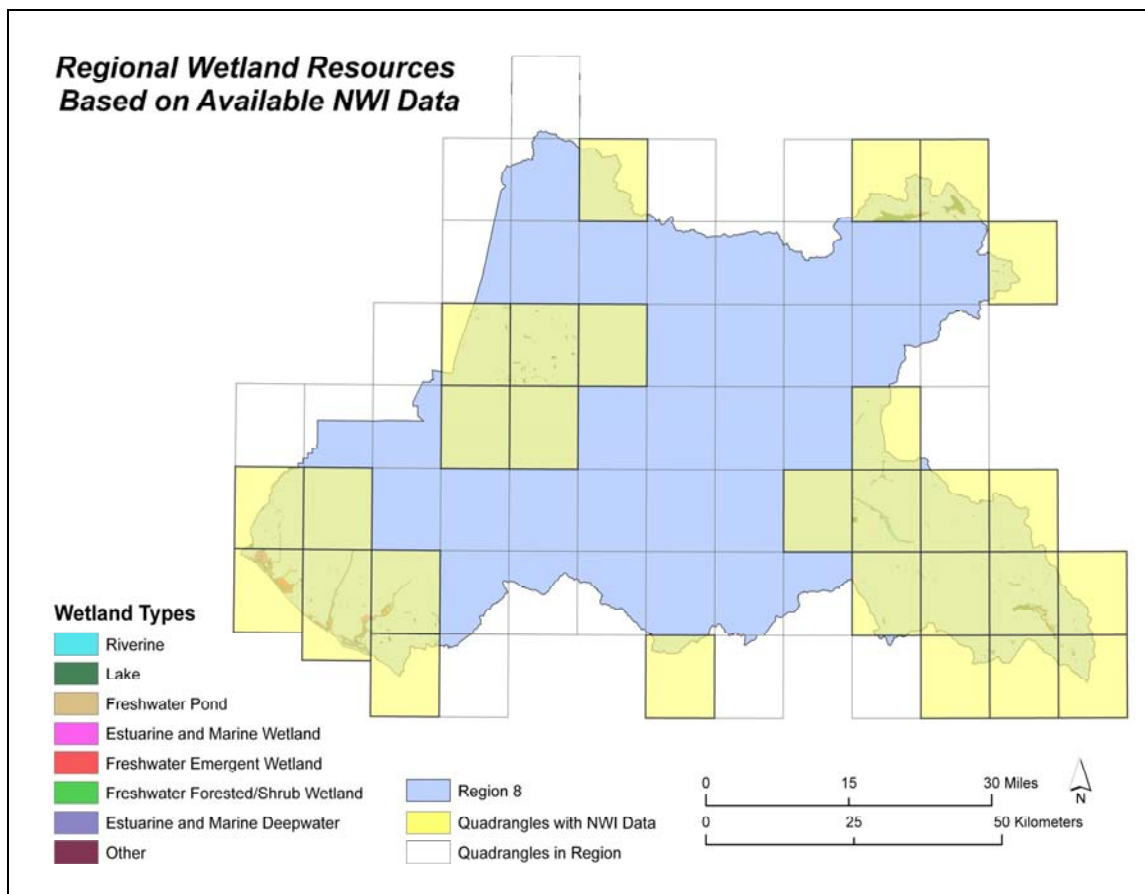 Regional Wetland Resources
Based on Available NWI Data
Wetland Types
Riverine
Lake
Freshwater Pond
Estuarine and Marine Wetland
Freshwater Emergent Wetland
Freshwater Forested/Shrub Wetland
Estuarine and Marine Deepwater
Other
Region 8
Quadrangles with NWI Data
Quadrangles in Region
0 15 30 Miles
0 25 50 Kilometers
N